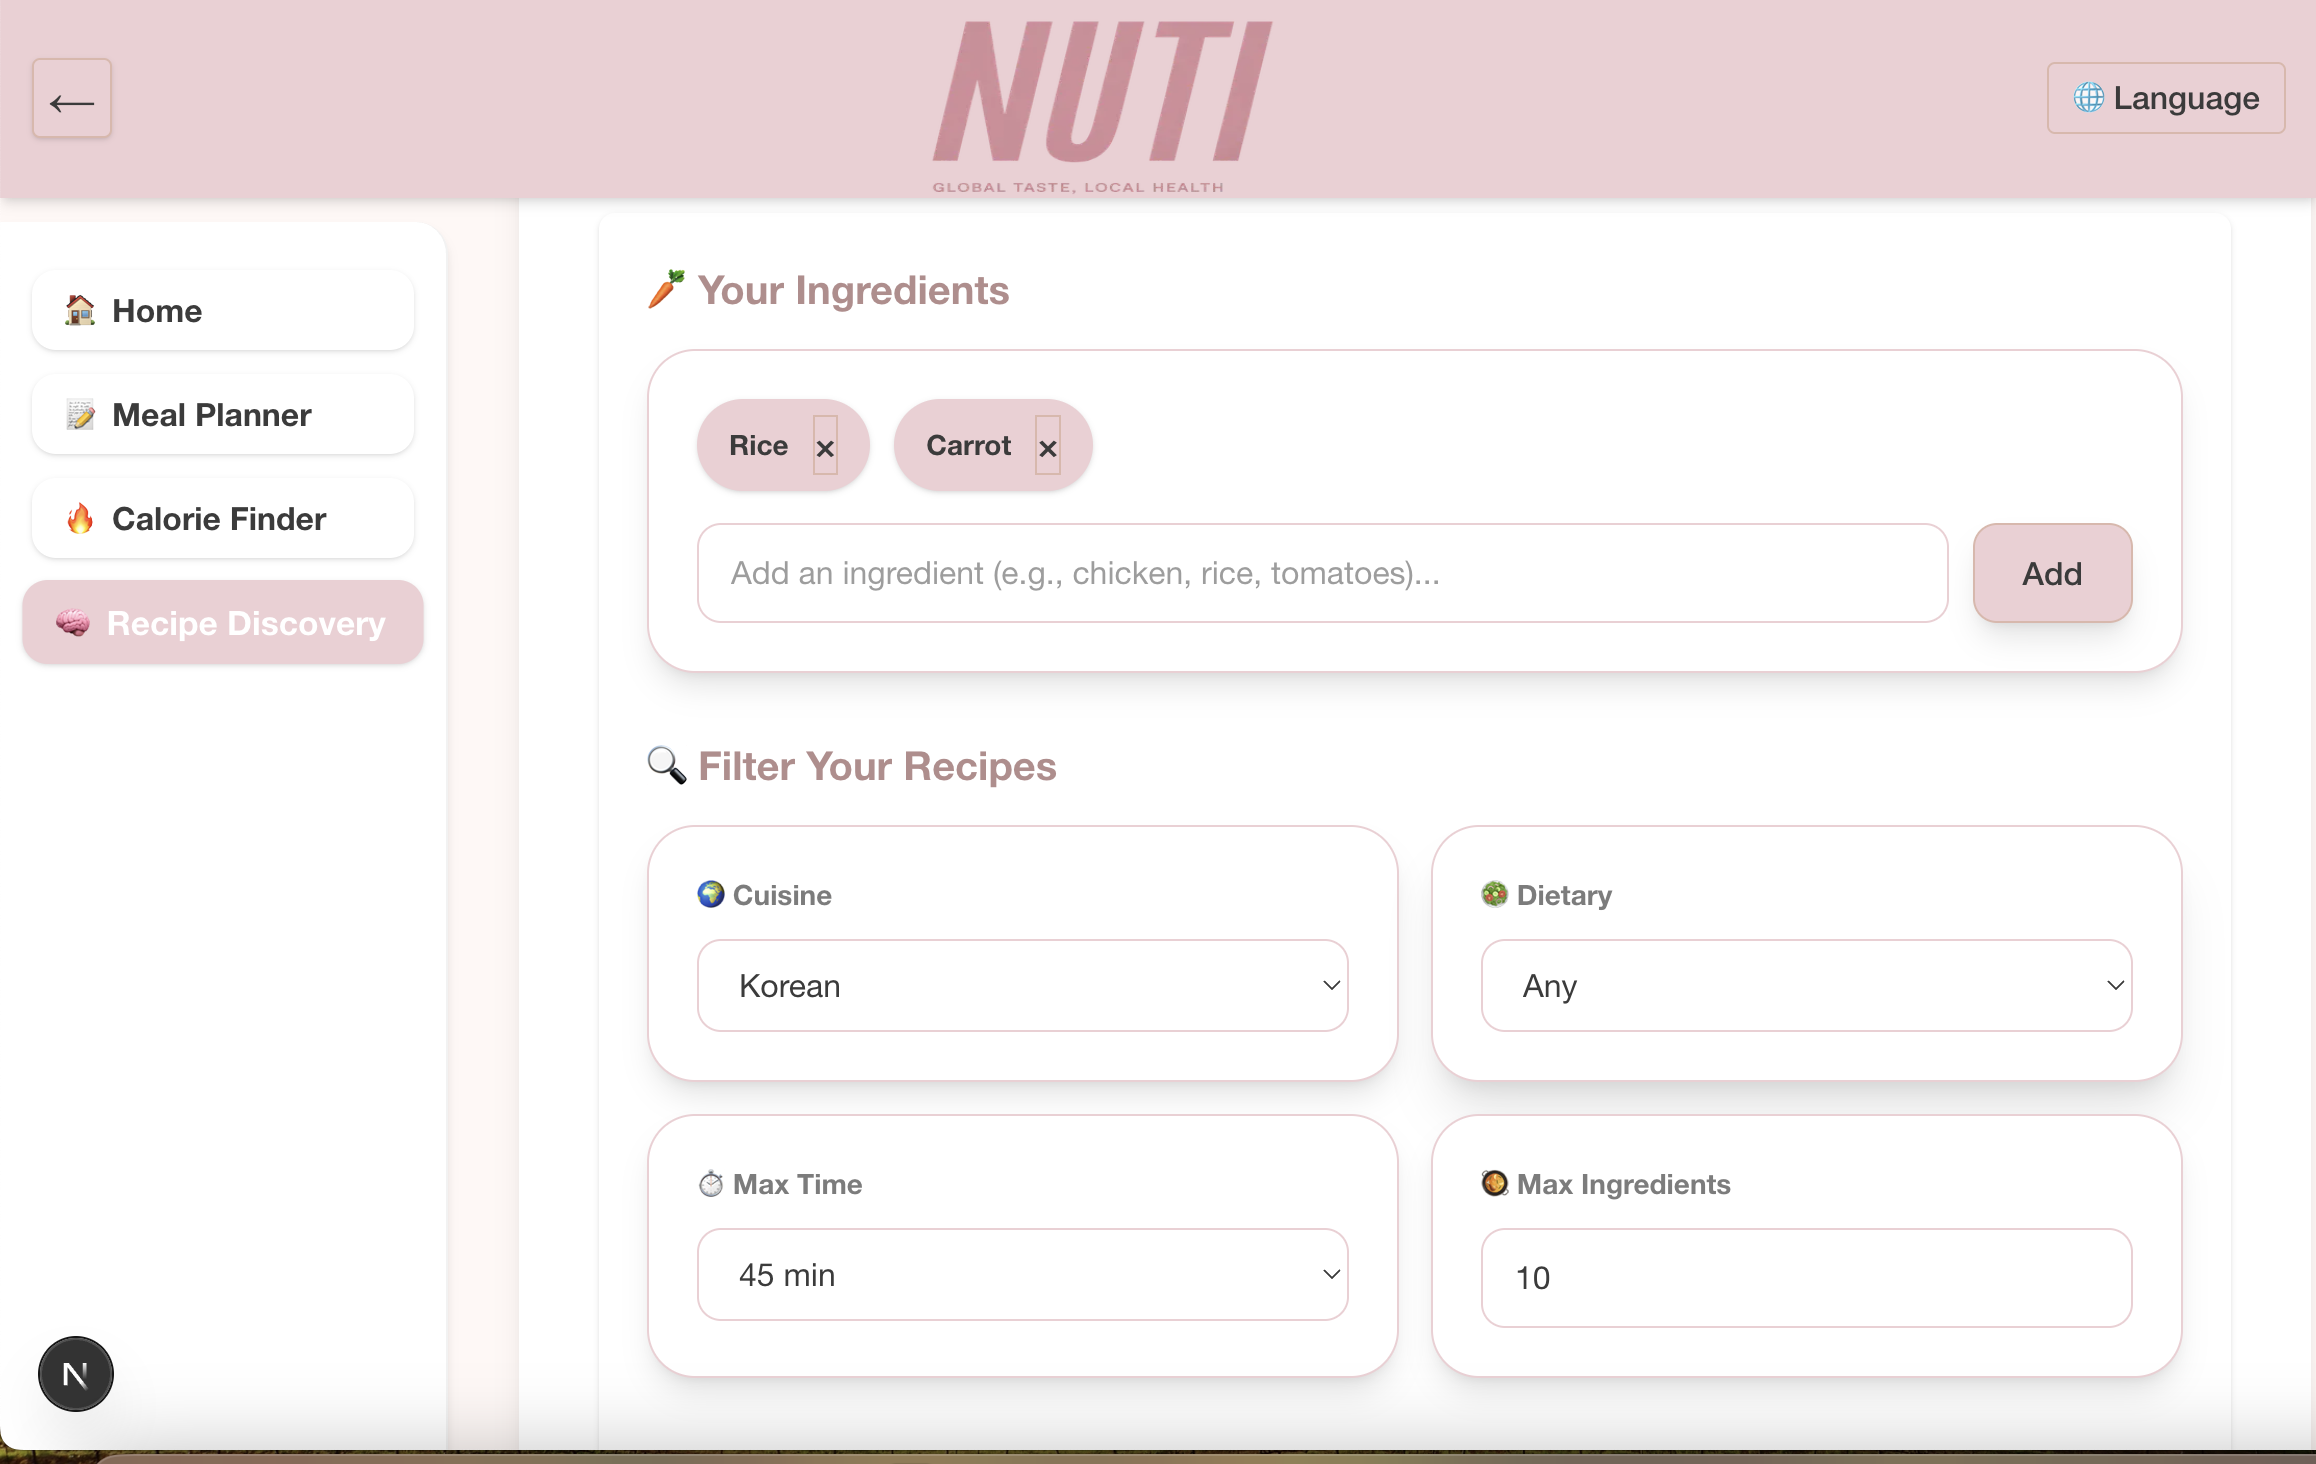 ←
NUTI
GLOBAL TASTE, LOCAL HEALTH
🌐 Language
🏠 Home
📝 Meal Planner
🔥 Calorie Finder
🧠 Recipe Discovery
🥕 Your Ingredients
Rice ×
Carrot ×
Add an ingredient (e.g., chicken, rice, tomatoes)...
Add
🔍 Filter Your Recipes
🌍 Cuisine
Korean
🥗 Dietary
Any
⏱️ Max Time
45 min
🥘 Max Ingredients
10
N